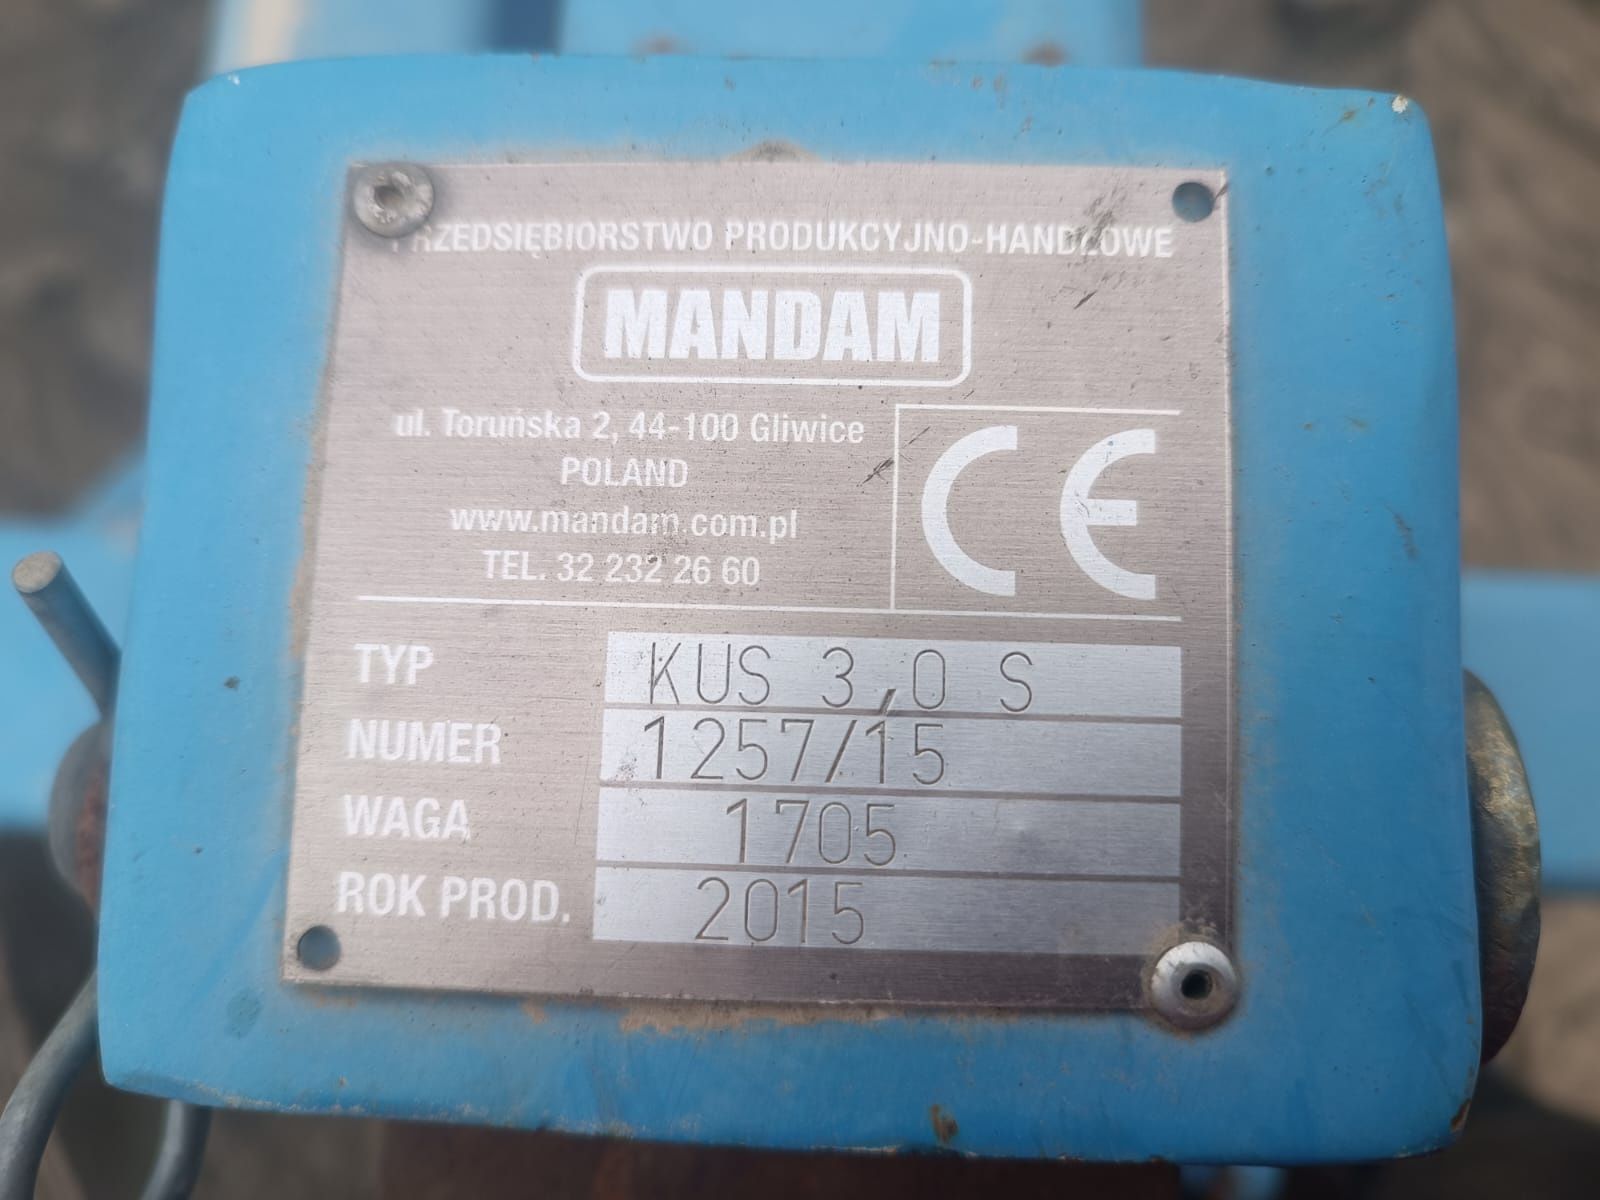 PRZEDSIĘBIORSTWO PRODUKCYJNO-HANDLOWE
MANDAM
ul. Toruńska 2, 44-100 Gliwice
POLAND
www.mandam.com.pl
TEL. 32 232 26 60
CE
TYP KUS 3,0 S
NUMER 1257/15
WAGA 1705
ROK PROD. 2015